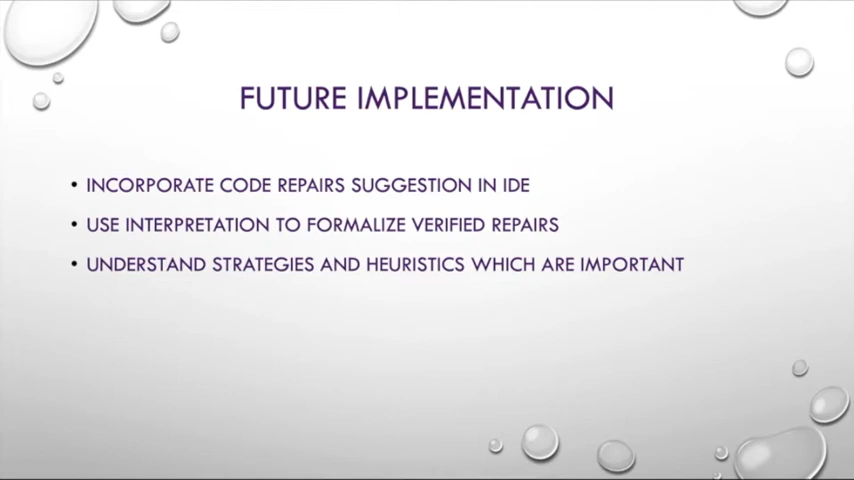 FUTURE IMPLEMENTATION
• INCORPORATE CODE REPAIRS SUGGESTION IN IDE
• USE INTERPRETATION TO FORMALIZE VERIFIED REPAIRS
• UNDERSTAND STRATEGIES AND HEURISTICS WHICH ARE IMPORTANT